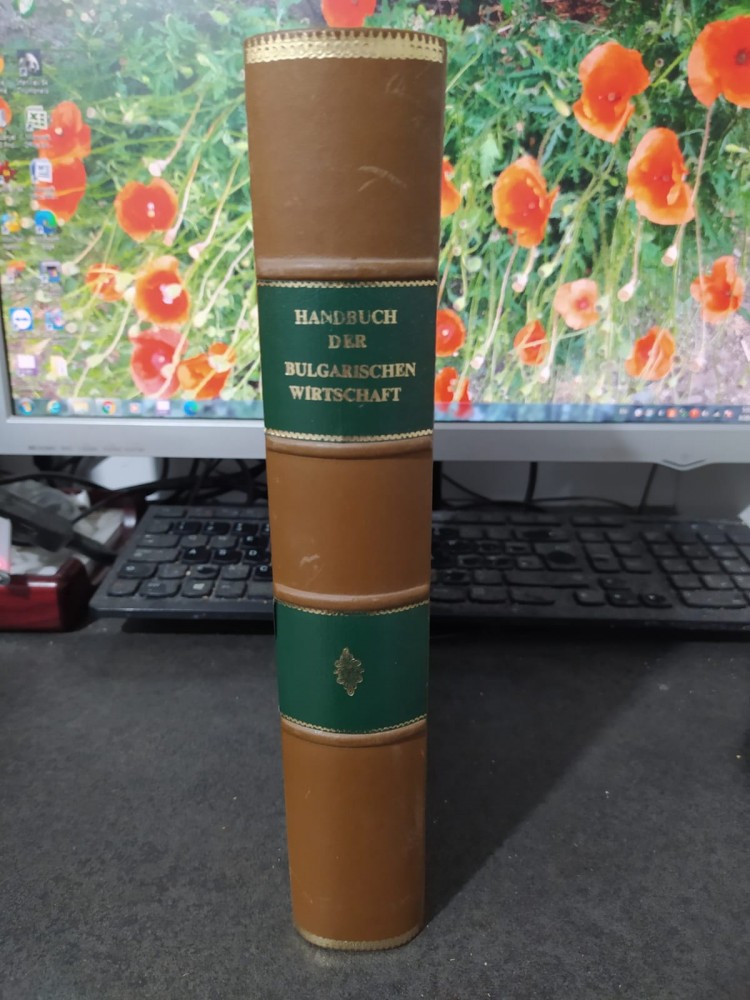 HANDBUCH
DER
BULGARISCHEN
WIRTSCHAFT